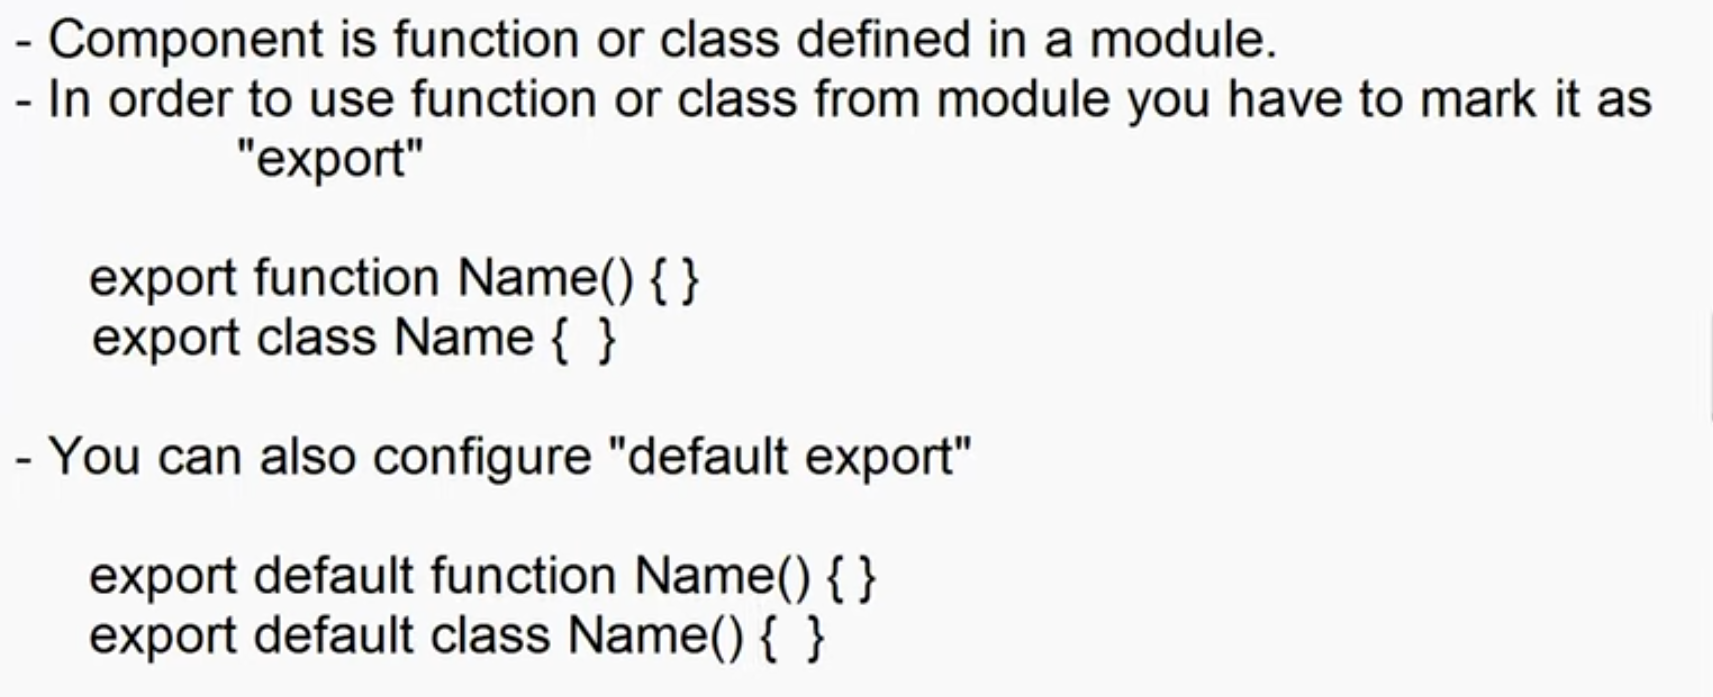 - Component is function or class defined in a module.
- In order to use function or class from module you have to mark it as
"export"
export function Name() { }
export class Name { }
- You can also configure "default export"
export default function Name() { }
export default class Name() { }